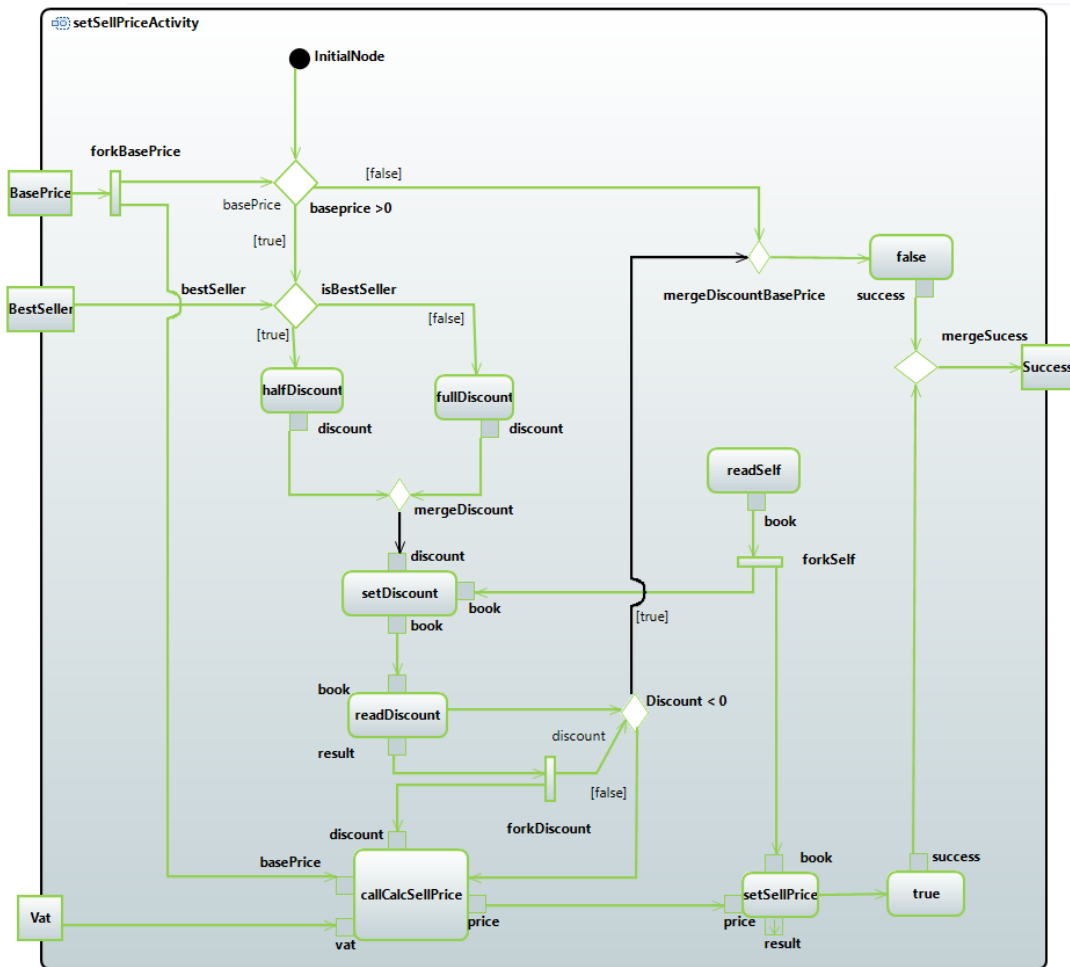 setSellPriceActivity
InitialNode
forkBasePrice
[false]
BasePrice
basePrice
baseprice >0
[true]
false
bestSeller
isBestSeller
mergeDiscountBasePrice
success
BestSeller
[true]
[false]
mergeSucess
Success
halfDiscount
fullDiscount
discount
discount
readSelf
mergeDiscount
book
discount
forkSelf
setDiscount
book
[true]
book
book
Discount < 0
readDiscount
discount
result
[false]
forkDiscount
discount
basePrice
book
success
callCalcSellPrice
setSellPrice
true
Vat
price
price
vat
result